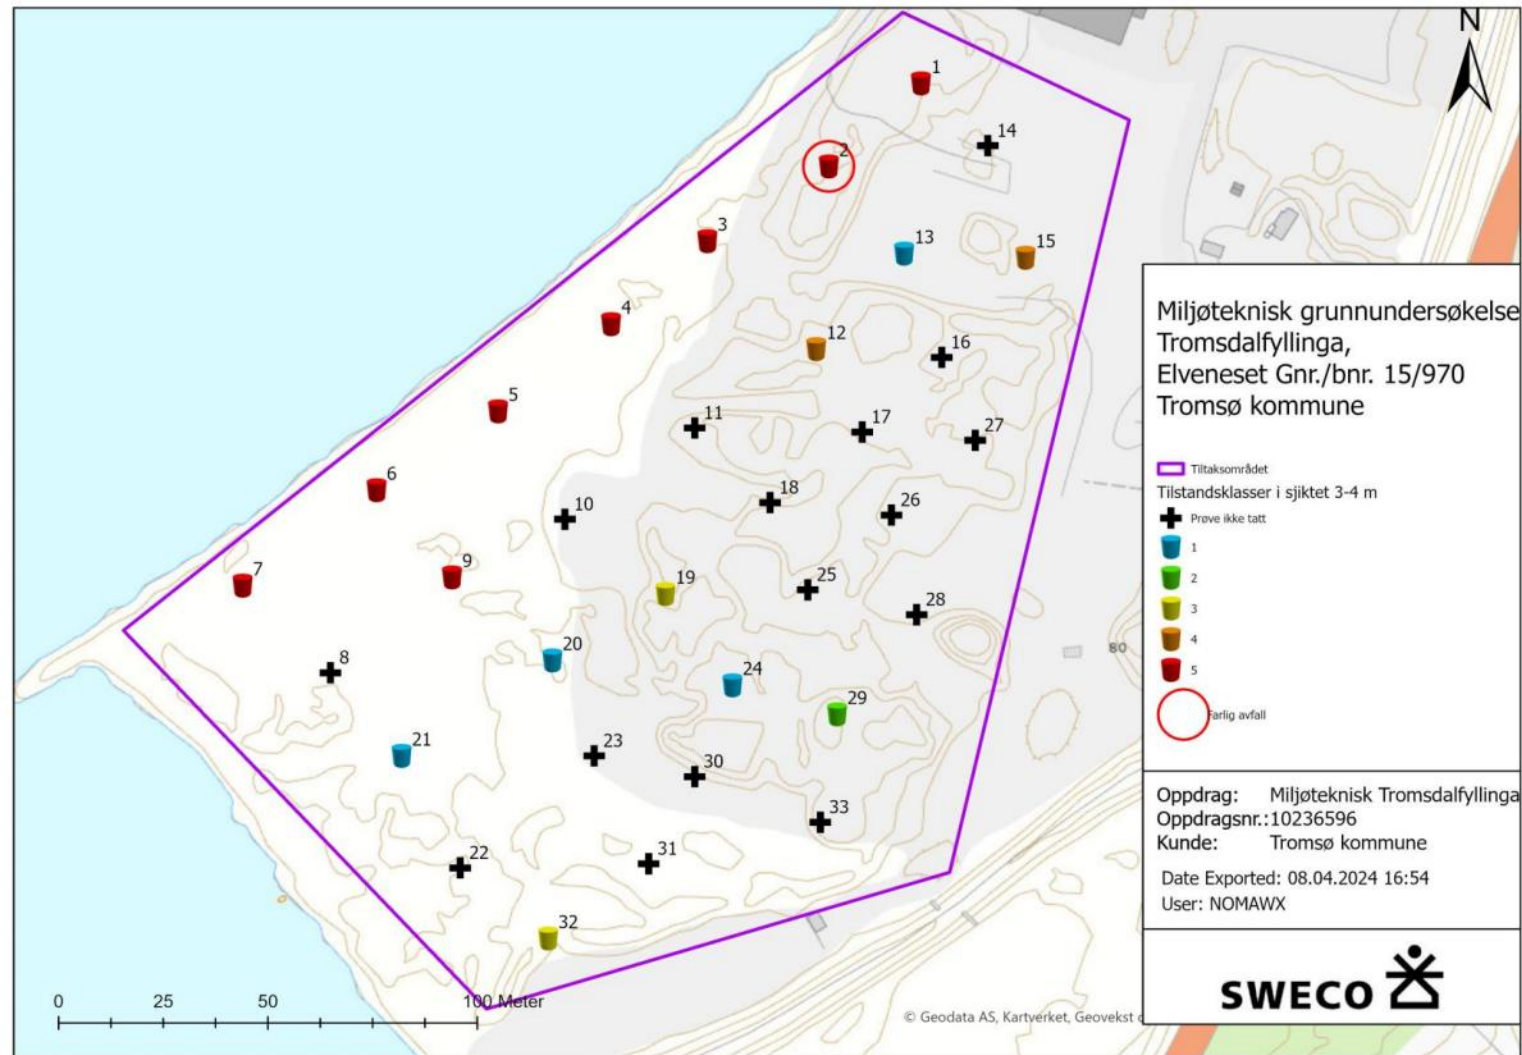 N
1
14
2
3
13
15
4
12
16
5
11
17
27
6
18
26
10
7
9
19
25
28
8
20
24
80
29
21
23
30
33
22
31
32
0 25 50 100 Meter
© Geodata AS, Kartverket, Geovekst
Miljøteknisk grunnundersøkelse
Tromsdalfyllinga,
Elveneset Gnr./bnr. 15/970
Tromsø kommune
Tiltaksområdet
Tilstandsklasser i sjiktet 3-4 m
Prøve ikke tatt
1
2
3
4
5
Farlig avfall
Oppdrag: Miljøteknisk Tromsdalfyllinga
Oppdragsnr.:10236596
Kunde: Tromsø kommune
Date Exported: 08.04.2024 16:54
User: NOMAWX
SWECO